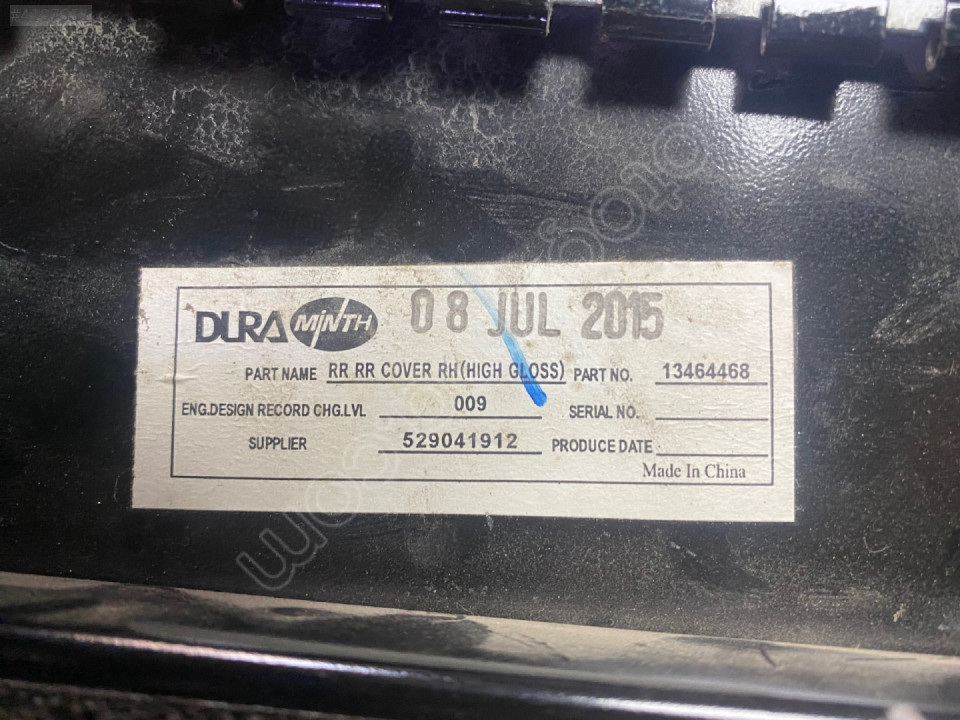 DURA MINTH 08 JUL 2015
PART NAME RR RR COVER RH(HIGH GLOSS) PART NO. 13464468
ENG.DESIGN RECORD CHG.LVL 009 SERIAL NO.
SUPPLIER 529041912 PRODUCE DATE
Made In China